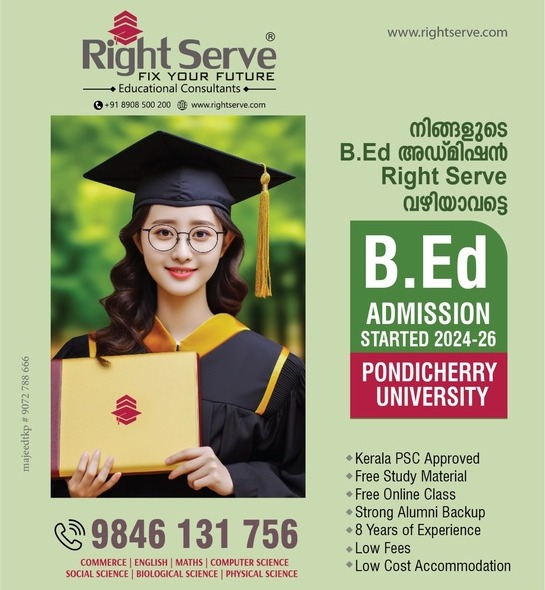 www.rightserve.com
Right Serve®
FIX YOUR FUTURE
Educational Consultants
+91 8908 500 200 www.rightserve.com
നിങ്ങളുടെ
B.Ed അഡ്മിഷൻ
Right Serve
വഴിയാവട്ടെ
B.Ed
ADMISSION
STARTED 2024-26
PONDICHERRY
UNIVERSITY
majeedtkp # 9072 788 666
Kerala PSC Approved
Free Study Material
Free Online Class
Strong Alumni Backup
8 Years of Experience
Low Fees
Low Cost Accommodation
9846 131 756
COMMERCE | ENGLISH | MATHS | COMPUTER SCIENCE
SOCIAL SCIENCE | BIOLOGICAL SCIENCE | PHYSICAL SCIENCE